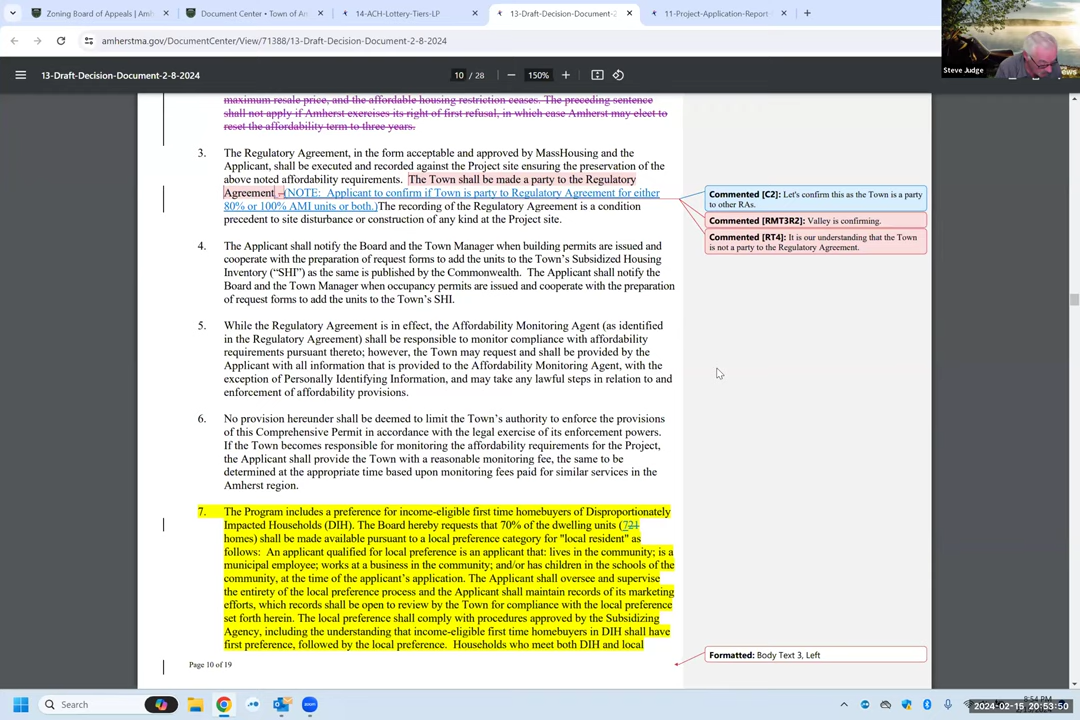 Zoning Board of Appeals | Amh
Document Center • Town of Am
14-ACH-Lottery-Tiers-LP
13-Draft-Decision-Document-2-
11-Project-Application-Report
amherstma.gov/DocumentCenter/View/71388/13-Draft-Decision-Document-2-8-2024
Steve Judge
13-Draft-Decision-Document-2-8-2024
10 / 28
150%
maximum resale price, and the affordable housing restriction ceases. The preceding sentence
shall not apply if Amherst exercises its right of first refusal, in which case Amherst may elect to
reset the affordability term to three years.
3. The Regulatory Agreement, in the form acceptable and approved by MassHousing and the
Applicant, shall be executed and recorded against the Project site ensuring the preservation of the
above noted affordability requirements. The Town shall be made a party to the Regulatory
Agreement (NOTE: Applicant to confirm if Town is party to Regulatory Agreement for either
80% or 100% AMI units or both.)The recording of the Regulatory Agreement is a condition
precedent to site disturbance or construction of any kind at the Project site.
Commented [C2]: Let's confirm this as the Town is a party
to other RAs.
Commented [RMT3R2]: Valley is confirming.
Commented [RT4]: It is our understanding that the Town
is not a party to the Regulatory Agreement.
4. The Applicant shall notify the Board and the Town Manager when building permits are issued and
cooperate with the preparation of request forms to add the units to the Town's Subsidized Housing
Inventory ("SHI") as the same is published by the Commonwealth. The Applicant shall notify the
Board and the Town Manager when occupancy permits are issued and cooperate with the preparation
of request forms to add the units to the Town's SHI.
5. While the Regulatory Agreement is in effect, the Affordability Monitoring Agent (as identified
in the Regulatory Agreement) shall be responsible to monitor compliance with affordability
requirements pursuant thereto; however, the Town may request and shall be provided by the
Applicant with all information that is provided to the Affordability Monitoring Agent, with the
exception of Personally Identifying Information, and may take any lawful steps in relation to and
enforcement of affordability provisions.
6. No provision hereunder shall be deemed to limit the Town's authority to enforce the provisions
of this Comprehensive Permit in accordance with the legal exercise of its enforcement powers.
If the Town becomes responsible for monitoring the affordability requirements for the Project,
the Applicant shall provide the Town with a reasonable monitoring fee, the same to be
determined at the appropriate time based upon monitoring fees paid for similar services in the
Amherst region.
7. The Program includes a preference for income-eligible first time homebuyers of Disproportionately
Impacted Households (DIH). The Board hereby requests that 70% of the dwelling units (721
homes) shall be made available pursuant to a local preference category for "local resident" as
follows: An applicant qualified for local preference is an applicant that: lives in the community; is a
municipal employee; works at a business in the community; and/or has children in the schools of the
community, at the time of the applicant's application. The Applicant shall oversee and supervise
the entirety of the local preference process and the Applicant shall maintain records of its marketing
efforts, which records shall be open to review by the Town for compliance with the local preference
set forth herein. The local preference shall comply with procedures approved by the Subsidizing
Agency, including the understanding that income-eligible first time homebuyers in DIH shall have
first preference, followed by the local preference. Households who meet both DIH and local
Formatted: Body Text 3, Left
Page 10 of 19
Search
8:54 PM
2024-02-15 20:53:50